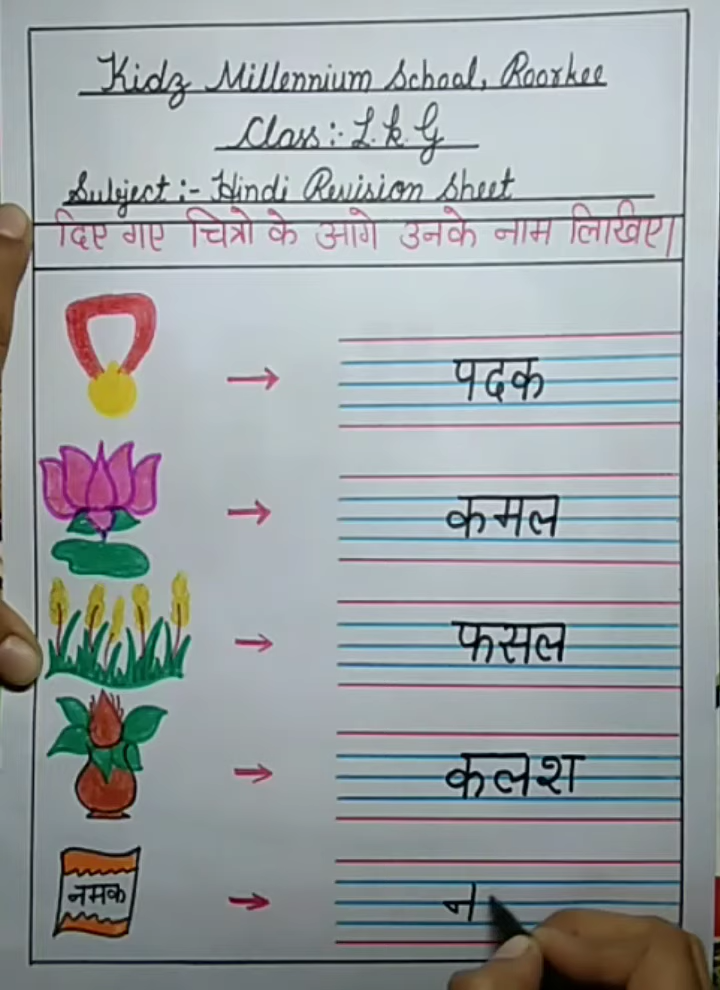 Kidz Millennium School, Roorkee
Class:- L.k.G
Subject:- Hindi Revision Sheet
दिए गए चित्रो के आगे उनके नाम लिखिए।
पदक
कमल
फसल
कलश
नमक
न